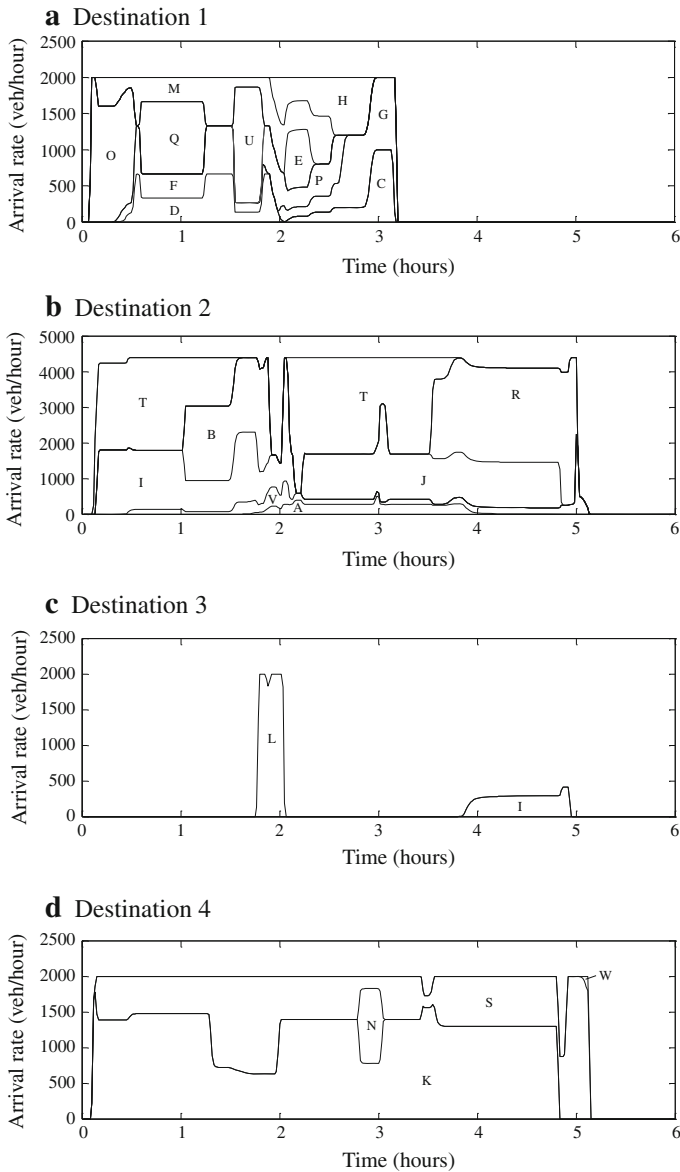 a Destination 1
2500
2000
1500
1000
500
0
Arrival rate (veh/hour)
M
H
O
Q
U
G
E
F
P
C
D
0 1 2 3 4 5 6
Time (hours)
b Destination 2
5000
4000
3000
2000
1000
0
Arrival rate (veh/hour)
T
T
R
B
I
J
V
A
0 1 2 3 4 5 6
Time (hours)
c Destination 3
2500
2000
1500
1000
500
0
Arrival rate (veh/hour)
L
I
0 1 2 3 4 5 6
Time (hours)
d Destination 4
2500
2000
1500
1000
500
0
Arrival rate (veh/hour)
W
S
N
K
0 1 2 3 4 5 6
Time (hours)